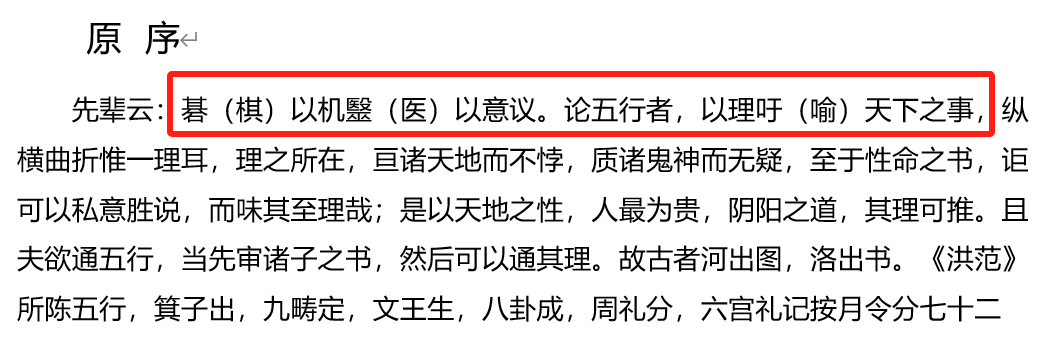 原 序↵
先辈云：碁（棋）以机毉（医）以意议。论五行者，以理吁（喻）天下之事，纵
横曲折惟一理耳，理之所在，亘诸天地而不悖，质诸鬼神而无疑，至于性命之书，讵
可以私意胜说，而味其至理哉；是以天地之性，人最为贵，阴阳之道，其理可推。且
夫欲通五行，当先审诸子之书，然后可以通其理。故古者河出图，洛出书。《洪范》
所陈五行，箕子出，九畴定，文王生，八卦成，周礼分，六宫礼记按月令分七十二